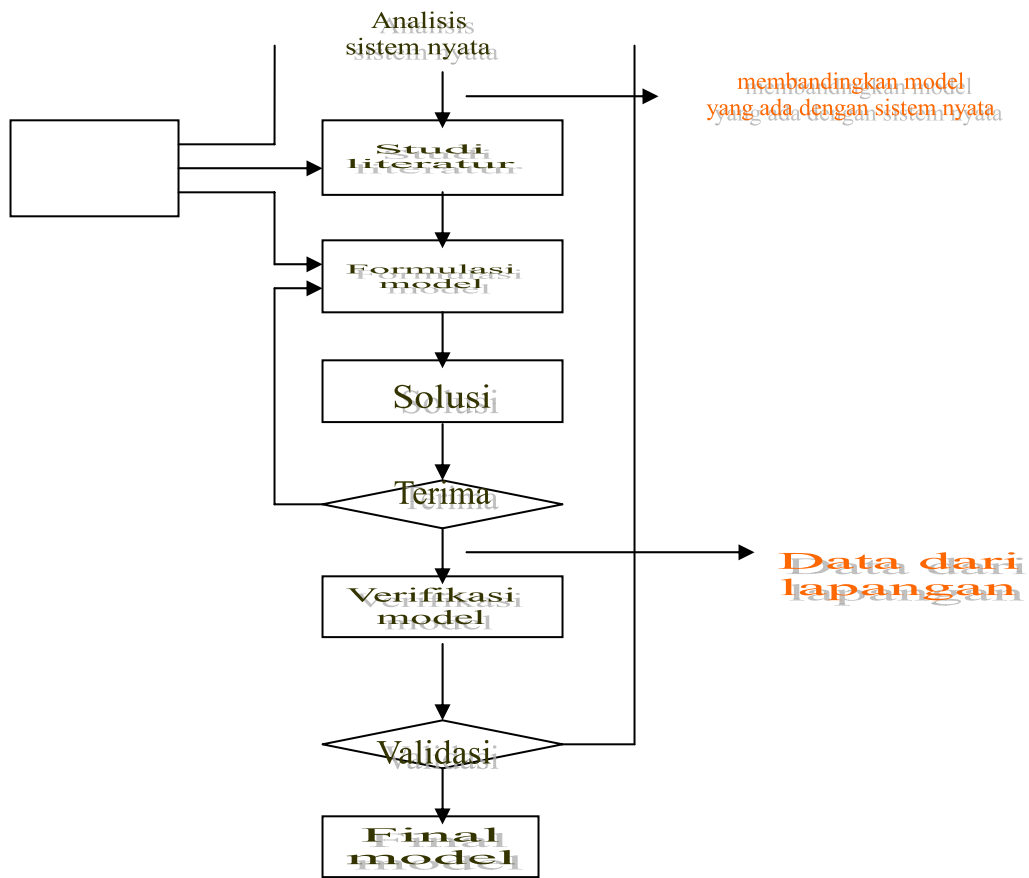 Analisis
sistem nyata
membandingkan model
yang ada dengan sistem nyata
Studi
literatur
Formulasi
model
Solusi
Terima
Data dari
lapangan
Verifikasi
model
Validasi
Final
model